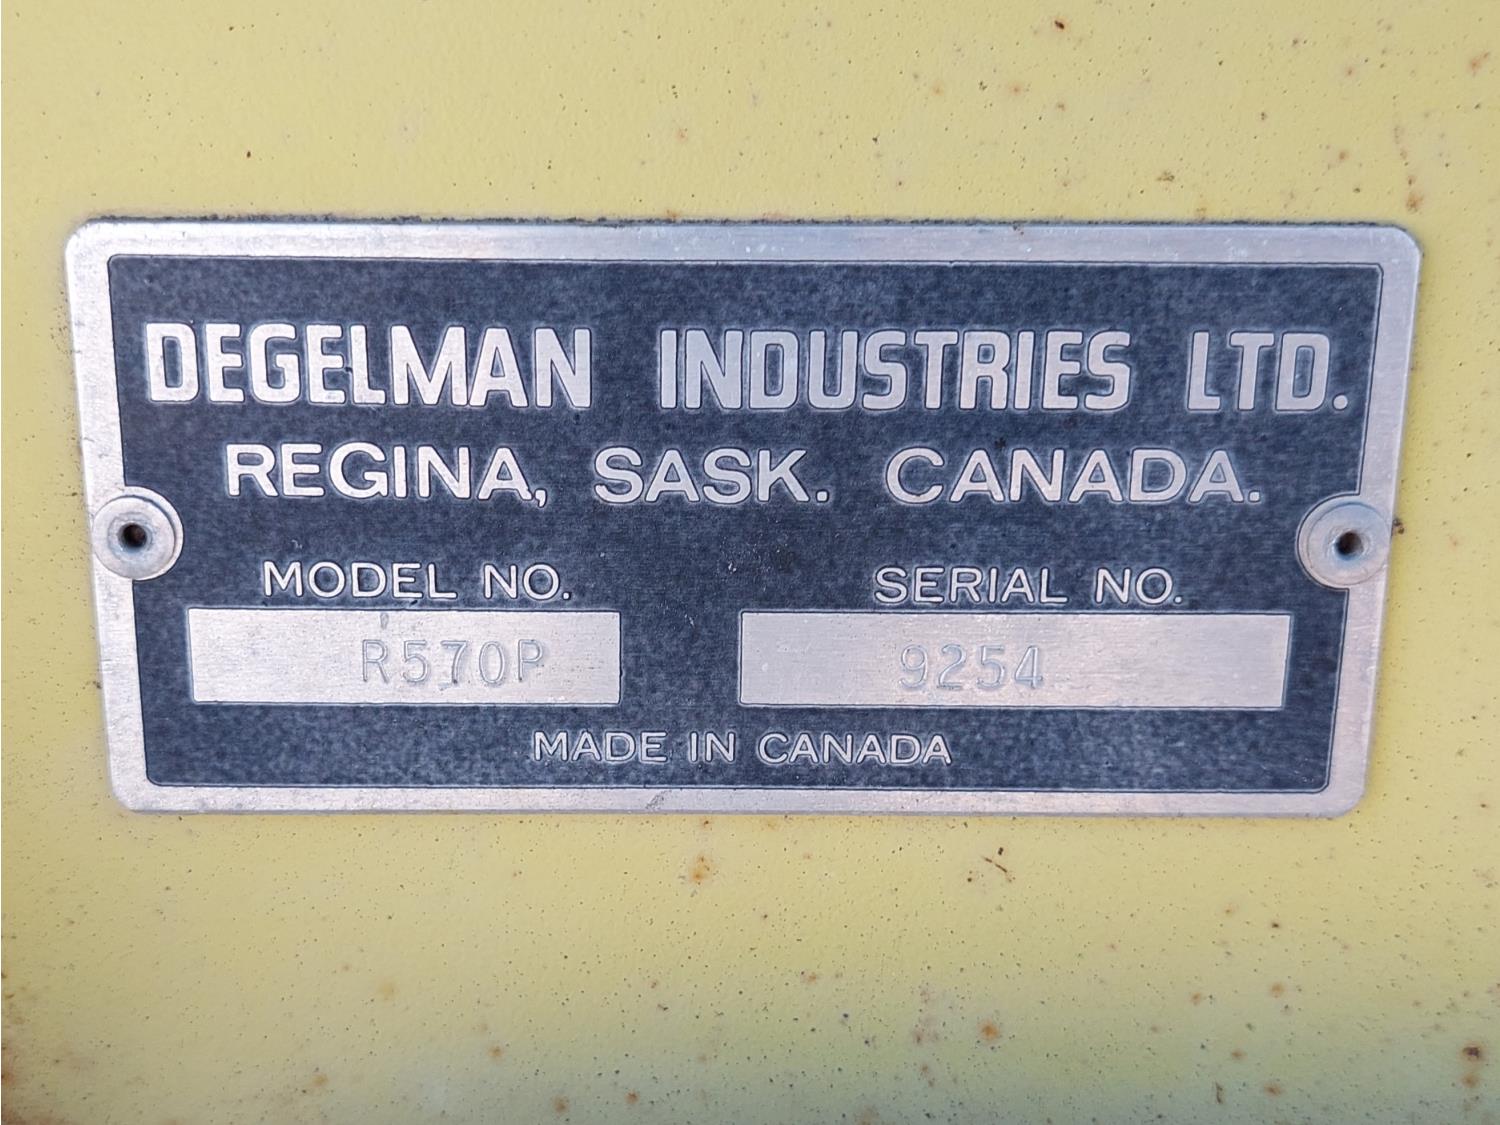 DEGELMAN INDUSTRIES LTD.
REGINA, SASK. CANADA.
MODEL NO. SERIAL NO.
R570P 9254
MADE IN CANADA